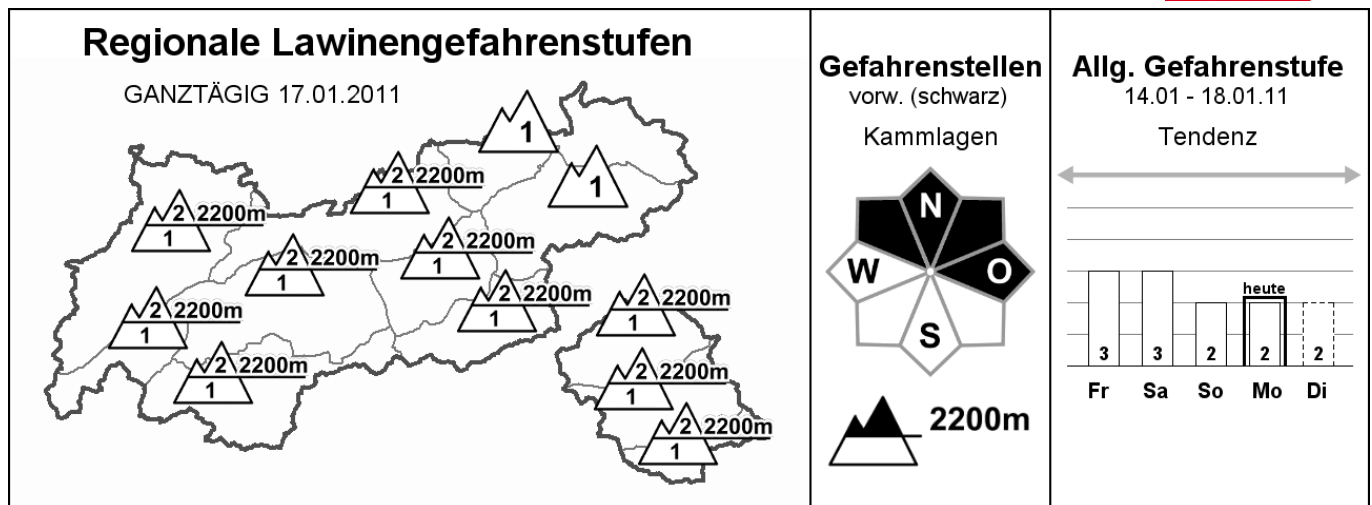 Regionale Lawinengefahrenstufen
GANZTÄGIG 17.01.2011
1
1
2 2200m
1
2 2200m
1
2 2200m
1
2 2200m
1
2 2200m
1
2 2200m
1
2 2200m
1
2 2200m
1
2 2200m
1
2 2200m
1
Gefahrenstellen
vorw. (schwarz)
Kammlagen
N
W O
S
2200m
Allg. Gefahrenstufe
14.01 - 18.01.11
Tendenz
heute
3 3 2 2 2
Fr Sa So Mo Di